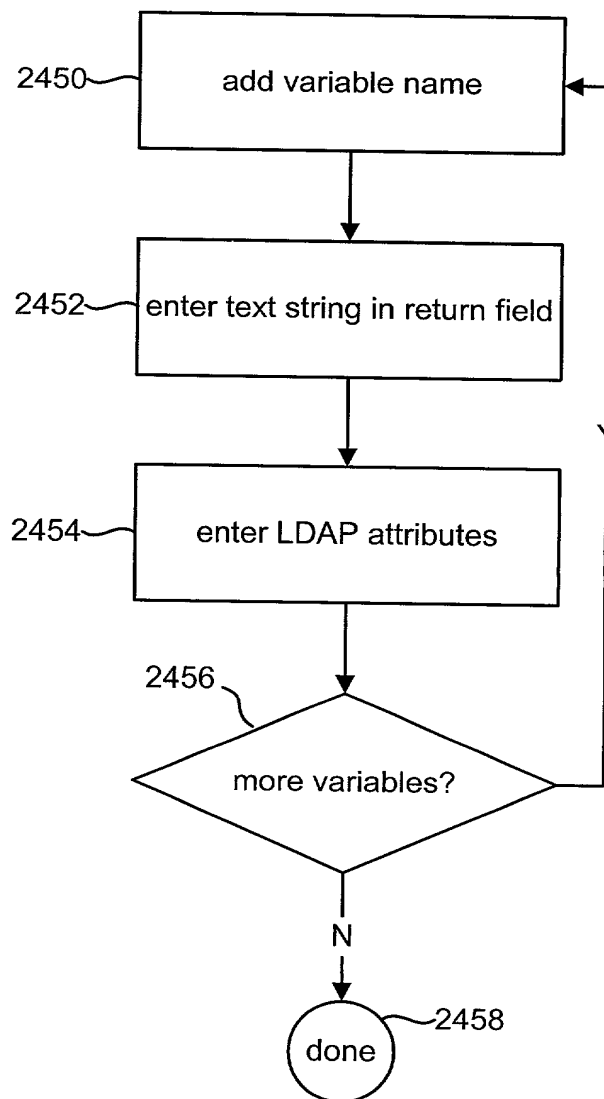 2450
add variable name
2452
enter text string in return field
2454
enter LDAP attributes
2456
more variables?
N
2458
done